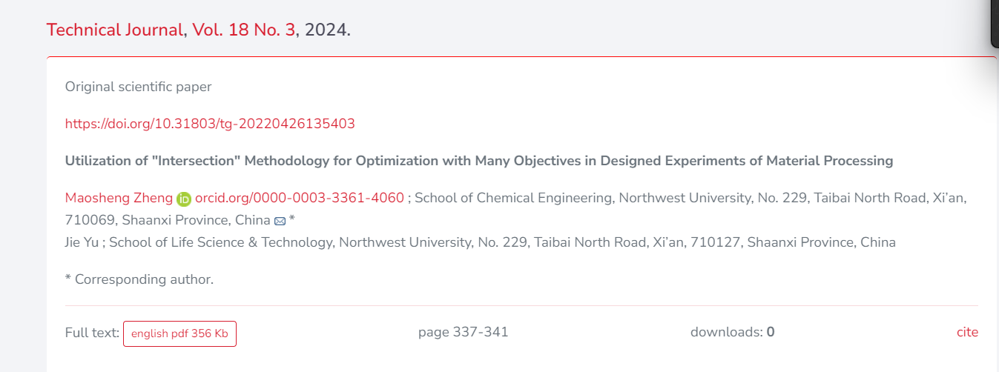 Technical Journal, Vol. 18 No. 3, 2024.
Original scientific paper
https://doi.org/10.31803/tg-20220426135403
Utilization of "Intersection" Methodology for Optimization with Many Objectives in Designed Experiments of Material Processing
Maosheng Zheng iD orcid.org/0000-0003-3361-4060 ; School of Chemical Engineering, Northwest University, No. 229, Taibai North Road, Xi’an,
710069, Shaanxi Province, China *
Jie Yu ; School of Life Science & Technology, Northwest University, No. 229, Taibai North Road, Xi’an, 710127, Shaanxi Province, China
* Corresponding author.
Full text: english pdf 356 Kb page 337-341 downloads: 0 cite